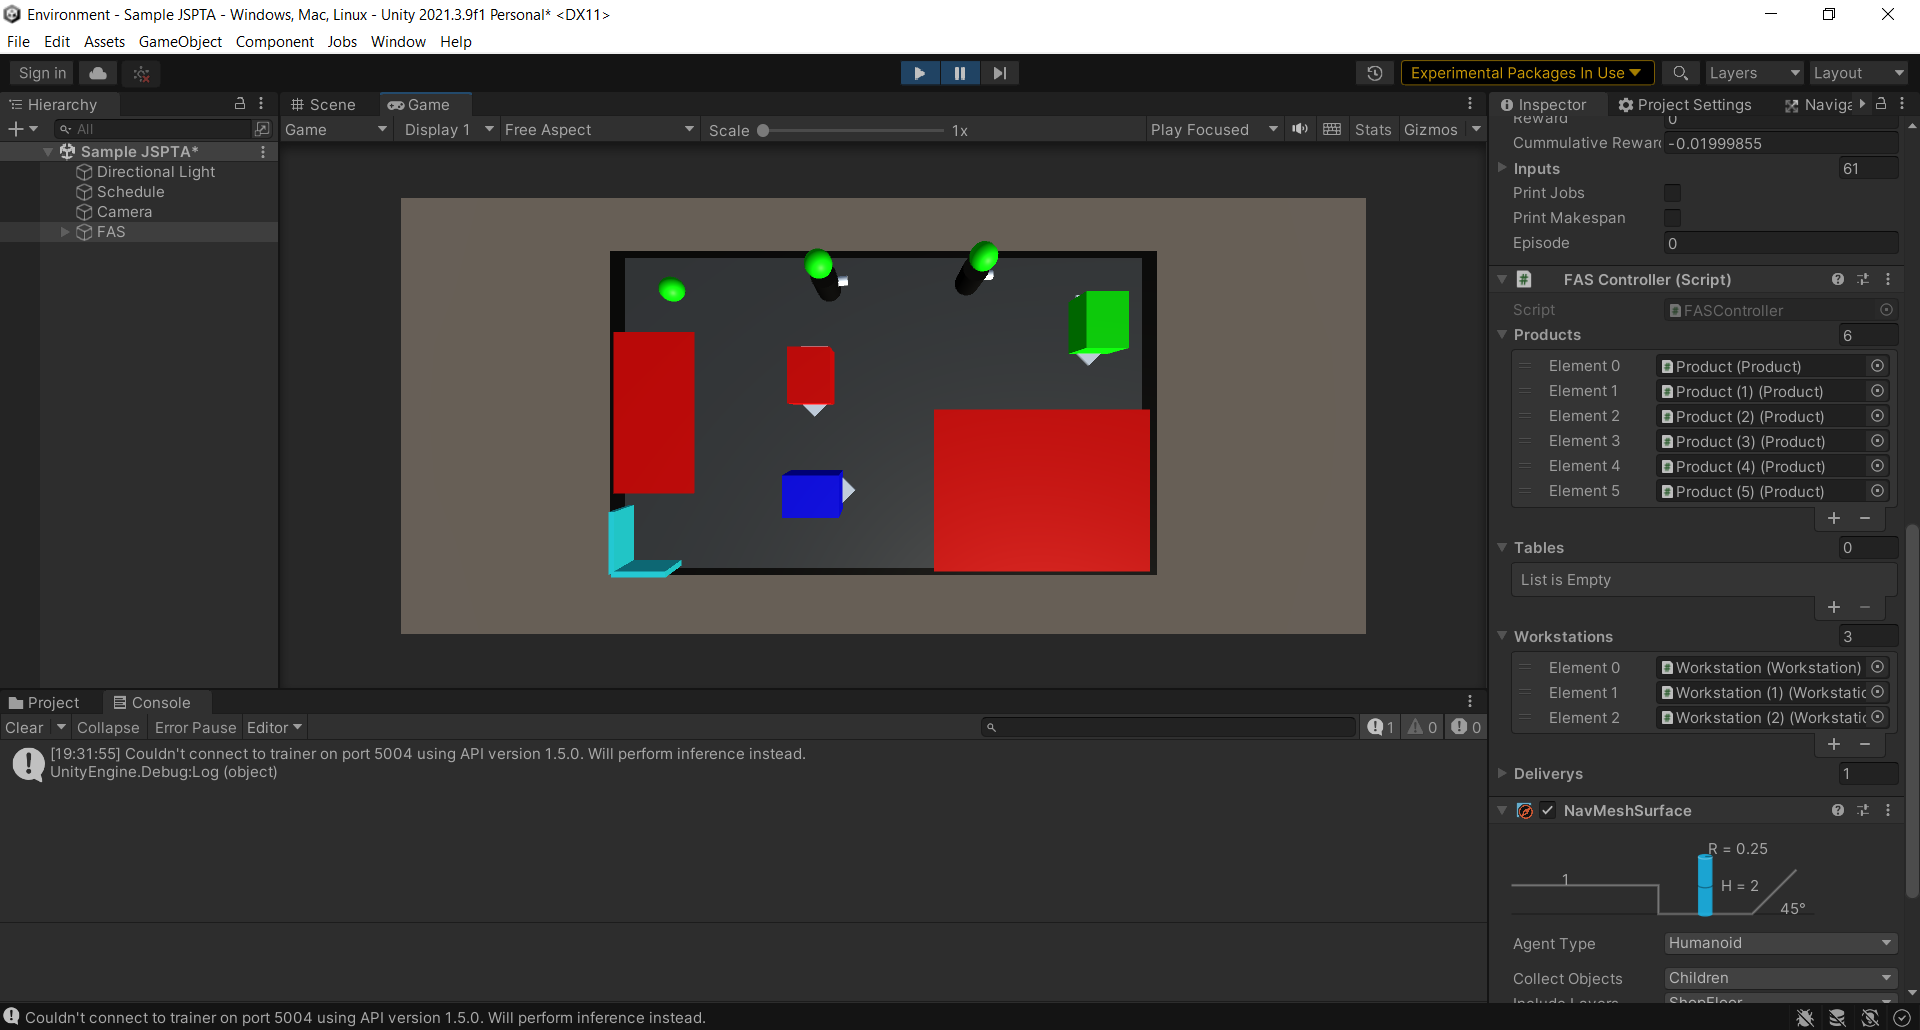 Environment - Sample JSPTA - Windows, Mac, Linux - Unity 2021.3.9f1 Personal* <DX11>
File Edit Assets GameObject Component Jobs Window Help
Sign in
Experimental Packages In Use
Layers
Layout
Hierarchy
All
Sample JSPTA*
Directional Light
Schedule
Camera
FAS
Scene
Game
Game
Display 1
Free Aspect
Scale
1x
Play Focused
Stats
Gizmos
Project
Console
Clear
Collapse
Error Pause
Editor
1
0
0
[19:31:55] Couldn't connect to trainer on port 5004 using API version 1.5.0. Will perform inference instead.
UnityEngine.Debug:Log (object)
Inspector
Project Settings
Naviga
Reward 0
Cummulative Rewar -0.01999855
Inputs 61
Print Jobs
Print Makespan
Episode 0
FAS Controller (Script)
Script FASController
Products 6
Element 0 Product (Product)
Element 1 Product (1) (Product)
Element 2 Product (2) (Product)
Element 3 Product (3) (Product)
Element 4 Product (4) (Product)
Element 5 Product (5) (Product)
Tables 0
List is Empty
Workstations 3
Element 0 Workstation (Workstation)
Element 1 Workstation (1) (Workstatic
Element 2 Workstation (2) (Workstatic
Deliverys 1
NavMeshSurface
R = 0.25
1
H = 2
45°
Agent Type Humanoid
Collect Objects Children
Include Layers ShopFloor
Couldn't connect to trainer on port 5004 using API version 1.5.0. Will perform inference instead.